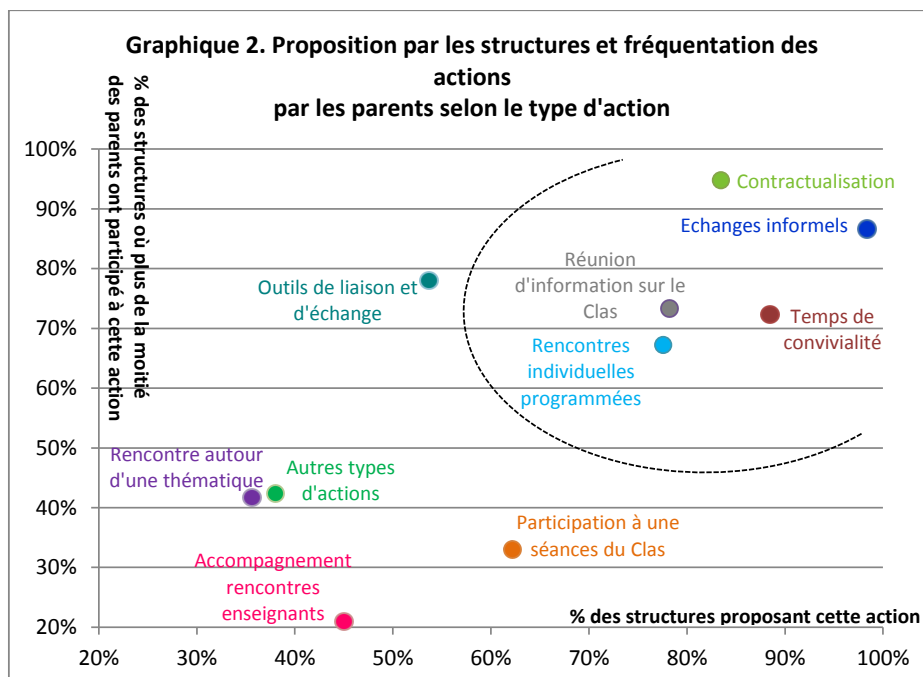 Graphique 2. Proposition par les structures et fréquentation des
actions
par les parents selon le type d'action
% des structures où plus de la moitié
des parents ont participé à cette action
100%
90%
80%
70%
60%
50%
40%
30%
20%
Contractualisation
Echanges informels
Réunion
d'information sur le
Clas
Outils de liaison et
d'échange
Temps de
convivialité
Rencontres
individuelles
programmées
Rencontre autour
d'une thématique
Autres types
d'actions
Participation à une
séances du Clas
Accompagnement
rencontres
enseignants
% des structures proposant cette action
20%
30%
40%
50%
60%
70%
80%
90%
100%